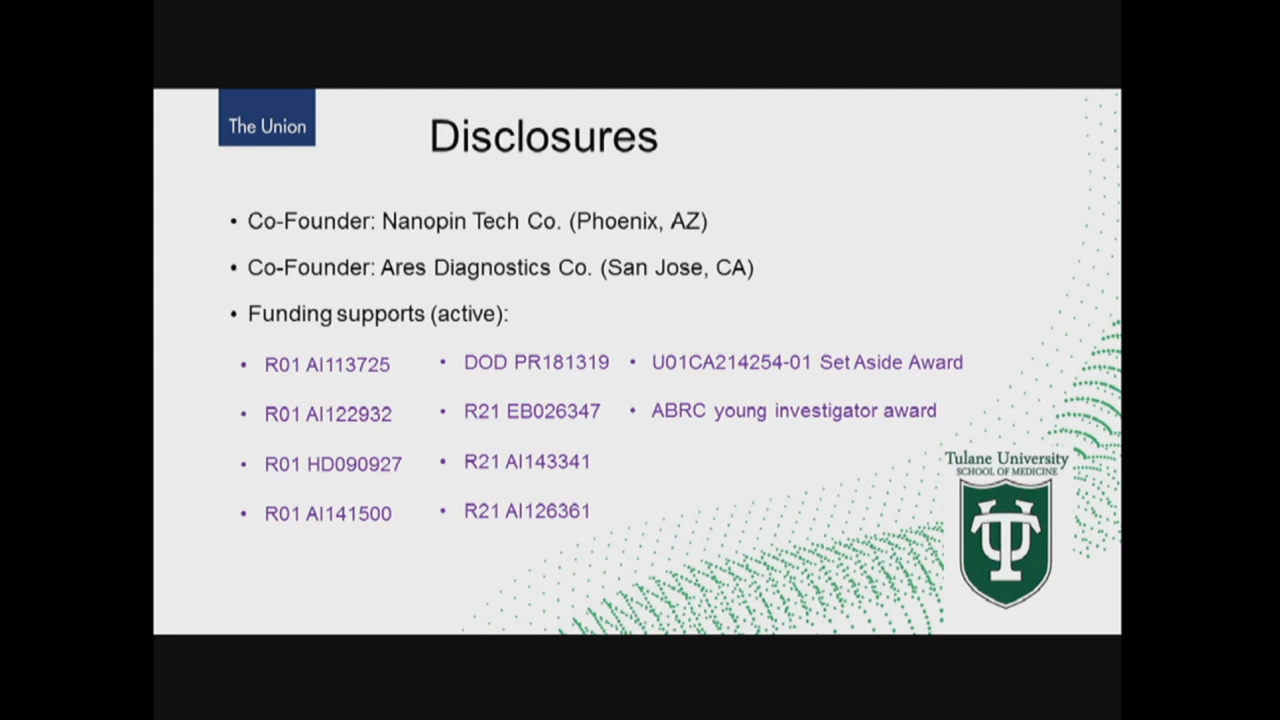 The Union
Disclosures
• Co-Founder: Nanopin Tech Co. (Phoenix, AZ)
• Co-Founder: Ares Diagnostics Co. (San Jose, CA)
• Funding supports (active):
• R01 AI113725
• R01 AI122932
• R01 HD090927
• R01 AI141500
• DOD PR181319
• R21 EB026347
• R21 AI143341
• R21 AI126361
• U01CA214254-01 Set Aside Award
• ABRC young investigator award
Tulane University
SCHOOL OF MEDICINE